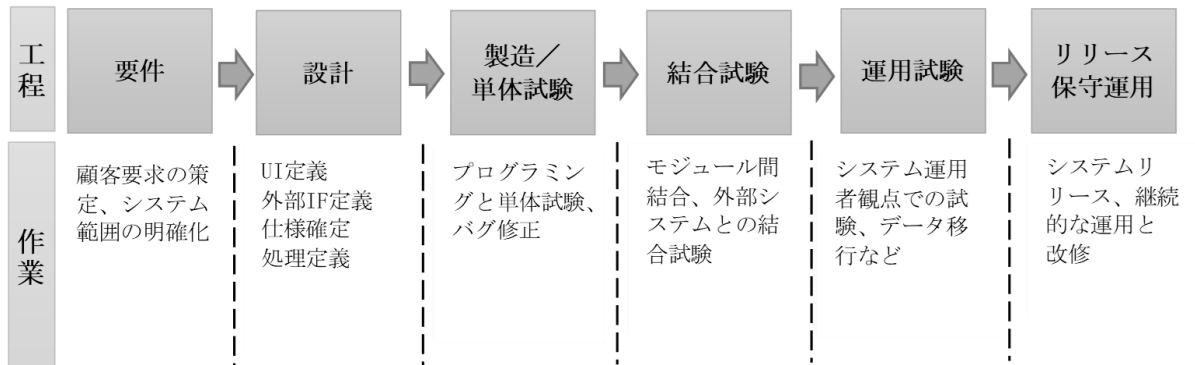 工程
要件
設計
製造／
単体試験
結合試験
運用試験
リリース
保守運用
作業
顧客要求の策
定、システム
範囲の明確化
UI定義
外部IF定義
仕様確定
処理定義
プログラミン
グと単体試験、
バグ修正
モジュール間
結合、外部シ
ステムとの結
合試験
システム運用
者観点での試
験、データ移
行など
システムリ
リース、継続
的な運用と
改修